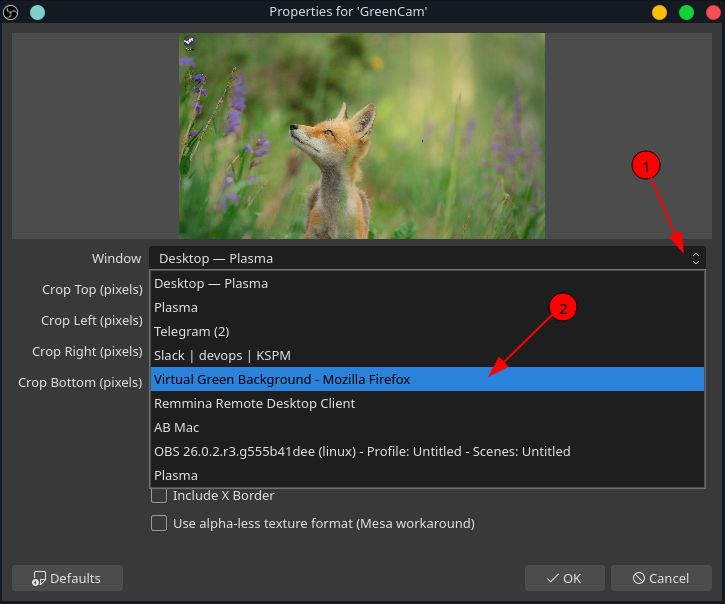 Properties for 'GreenCam'
1
Window
Desktop — Plasma
Crop Top (pixels)
Desktop — Plasma
Plasma
2
Crop Left (pixels)
Telegram (2)
Crop Right (pixels)
Slack | devops | KSPM
Crop Bottom (pixels)
Virtual Green Background - Mozilla Firefox
Remmina Remote Desktop Client
AB Mac
OBS 26.0.2.r3.g555b41dee (linux) - Profile: Untitled - Scenes: Untitled
Plasma
Include X Border
Use alpha-less texture format (Mesa workaround)
Defaults
OK
Cancel